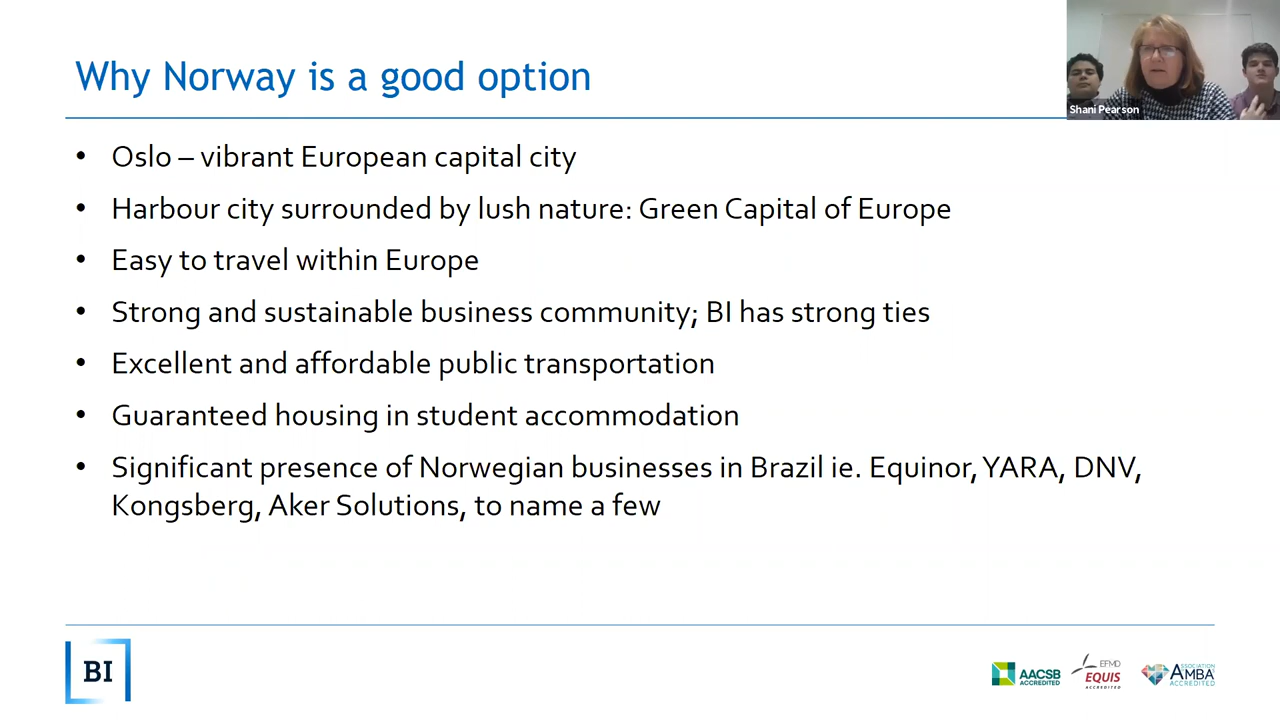 Why Norway is a good option
Shani Pearson
• Oslo – vibrant European capital city
• Harbour city surrounded by lush nature: Green Capital of Europe
• Easy to travel within Europe
• Strong and sustainable business community; BI has strong ties
• Excellent and affordable public transportation
• Guaranteed housing in student accommodation
• Significant presence of Norwegian businesses in Brazil ie. Equinor, YARA, DNV,
Kongsberg, Aker Solutions, to name a few
BI
AACSB
ACCREDITED
EFMD
EQUIS
ACCREDITED
ASSOCIATION
AMBA
ACCREDITED